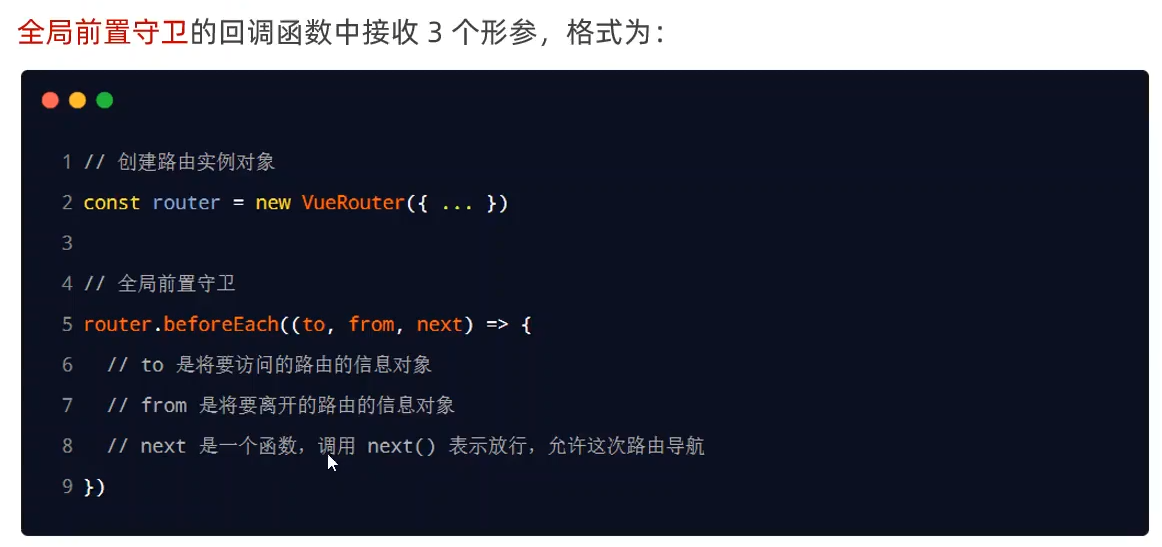 全局前置守卫的回调函数中接收 3 个形参，格式为：
1 // 创建路由实例对象
2 const router = new VueRouter({ ... })
3
4 // 全局前置守卫
5 router.beforeEach((to, from, next) => {
6 // to 是将要访问的路由的信息对象
7 // from 是将要离开的路由的信息对象
8 // next 是一个函数，调用 next() 表示放行，允许这次路由导航
9 })